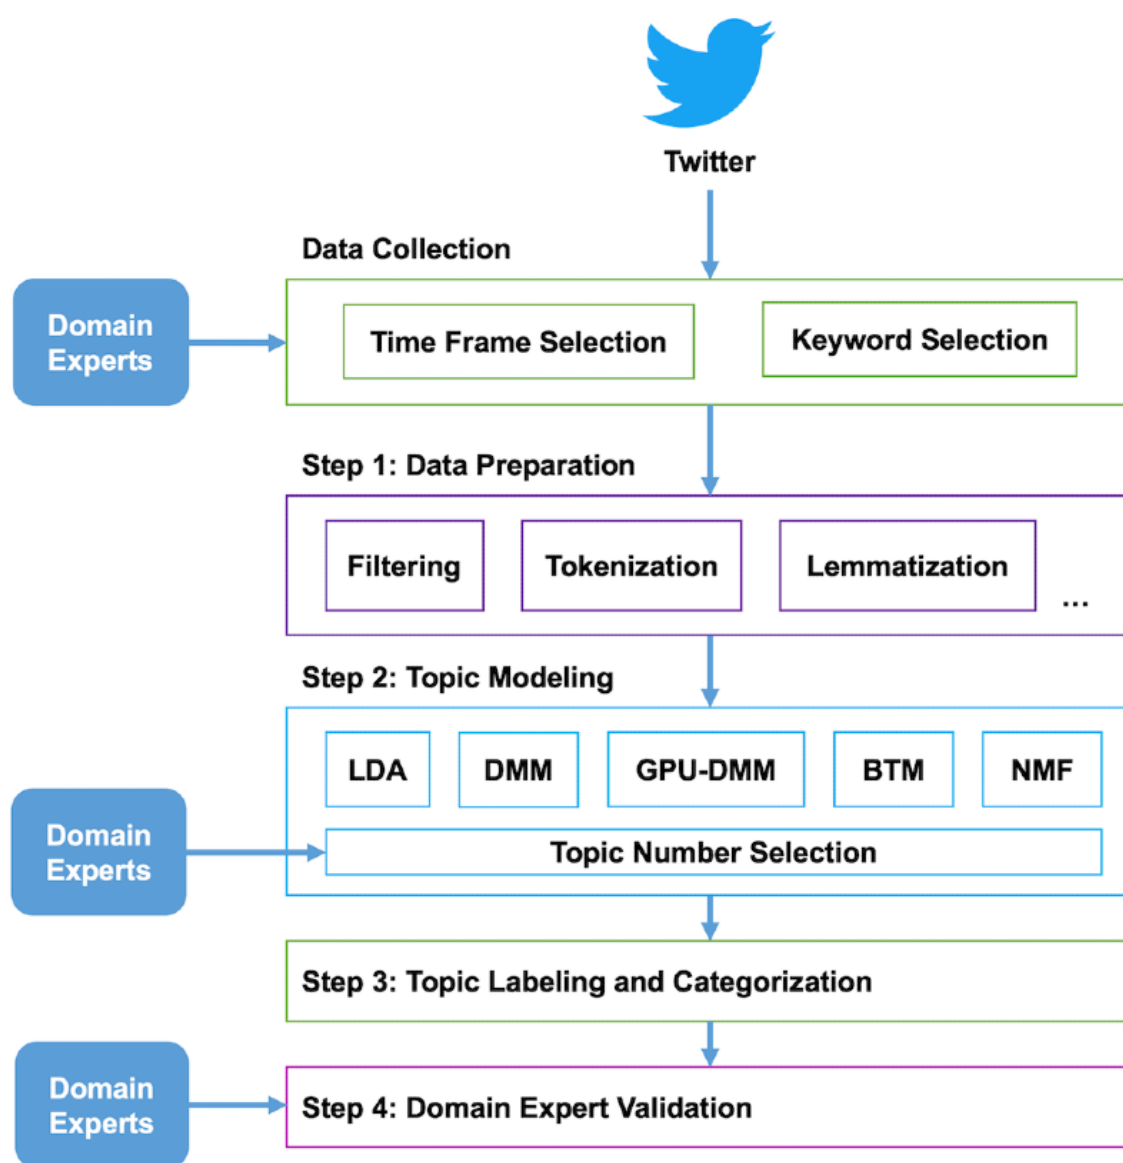 Twitter
Data Collection
Domain
Experts
Time Frame Selection
Keyword Selection
Step 1: Data Preparation
Filtering
Tokenization
Lemmatization
...
Step 2: Topic Modeling
LDA
DMM
GPU-DMM
BTM
NMF
Domain
Experts
Topic Number Selection
Step 3: Topic Labeling and Categorization
Domain
Experts
Step 4: Domain Expert Validation